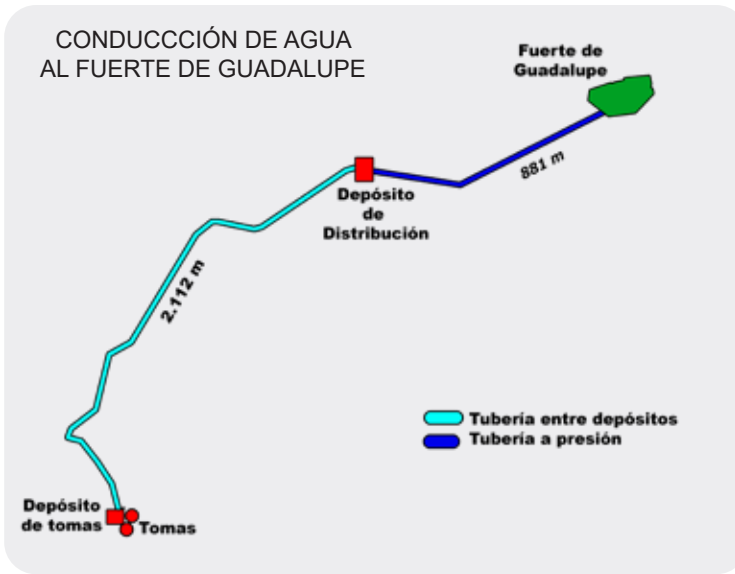 CONDUCCCIÓN DE AGUA
AL FUERTE DE GUADALUPE
Fuerte de
Guadalupe
881 m
Depósito
de
Distribución
2.112 m
Tubería entre depósitos
Tubería a presión
Depósito
de tomas
Tomas